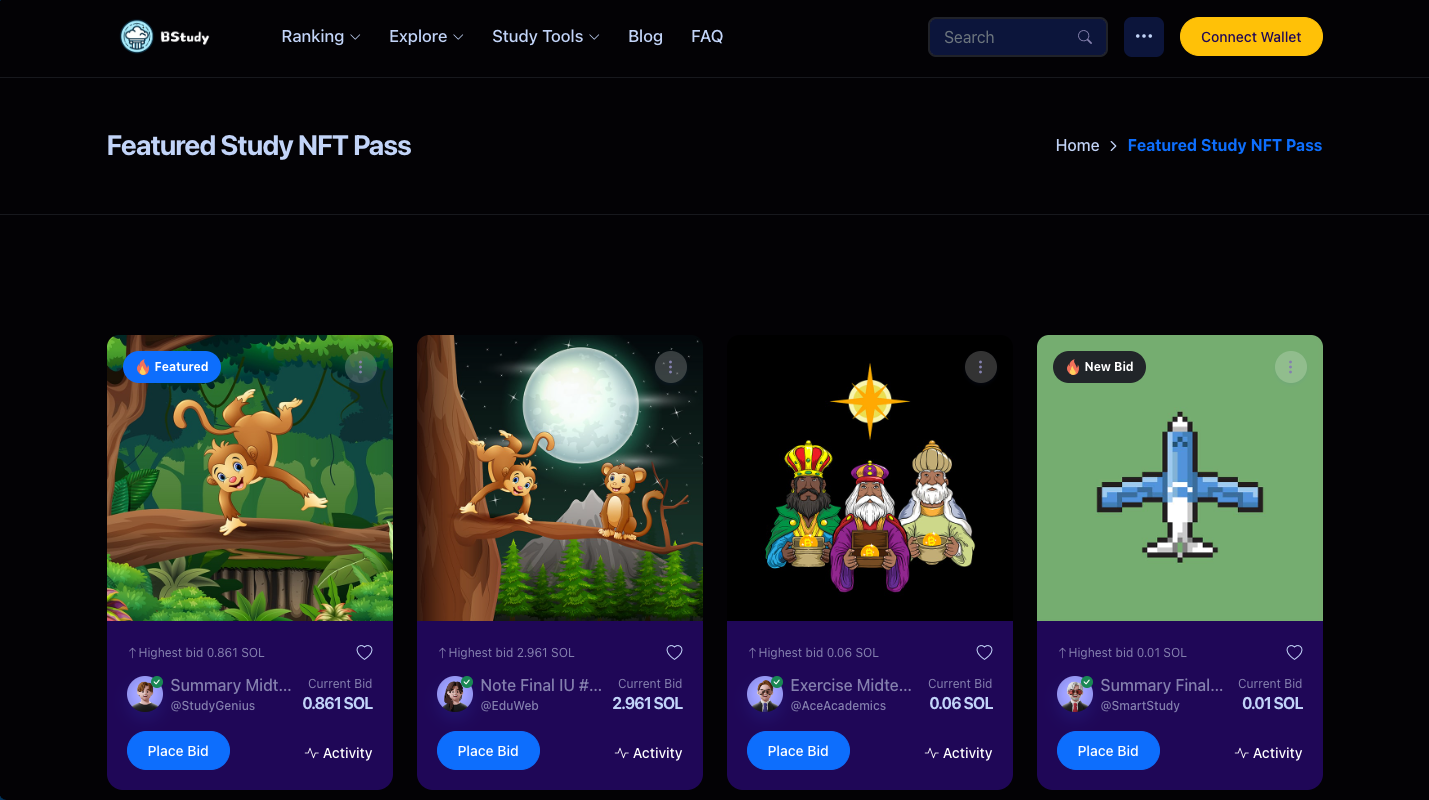 BStudy Ranking Explore Study Tools Blog FAQ Search Connect Wallet
Featured Study NFT Pass
Home > Featured Study NFT Pass
🔥 Featured
🔥 New Bid
↑Highest bid 0.861 SOL
Summary Midt... Current Bid
@StudyGenius 0.861 SOL
Place Bid Activity
↑Highest bid 2.961 SOL
Note Final IU #... Current Bid
@EduWeb 2.961 SOL
Place Bid Activity
↑Highest bid 0.06 SOL
Exercise Midte... Current Bid
@AceAcademics 0.06 SOL
Place Bid Activity
↑Highest bid 0.01 SOL
Summary Final... Current Bid
@SmartStudy 0.01 SOL
Place Bid Activity